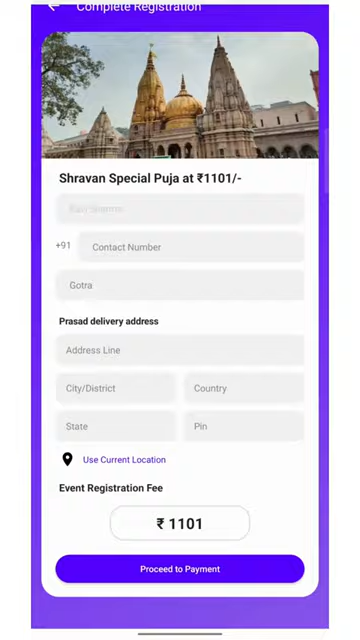 Complete Registration
Shravan Special Puja at ₹1101/-
+91
Contact Number
Gotra
Prasad delivery address
Address Line
City/District
Country
State
Pin
Use Current Location
Event Registration Fee
₹ 1101
Proceed to Payment